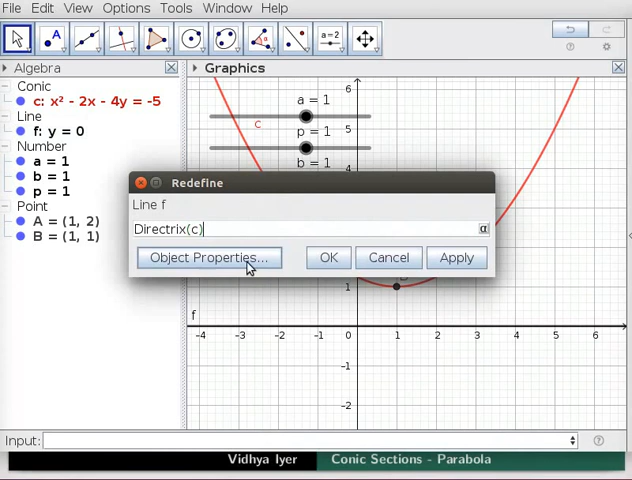 File Edit View Options Tools Window Help
a=2
Algebra
Graphics
Conic
c: x² - 2x - 4y = -5
Line
f: y = 0
Number
a = 1
b = 1
p = 1
Point
A = (1, 2)
B = (1, 1)
a = 1
c
p = 1
b = 1
6
5
4
1
-1
-2
f
-4 -3 -2 -1 0 1 2 3 4 5 6
Redefine
Line f
Directrix(c)
α
Object Properties... OK Cancel Apply
Input:
Vidhya Iyer Conic Sections - Parabola